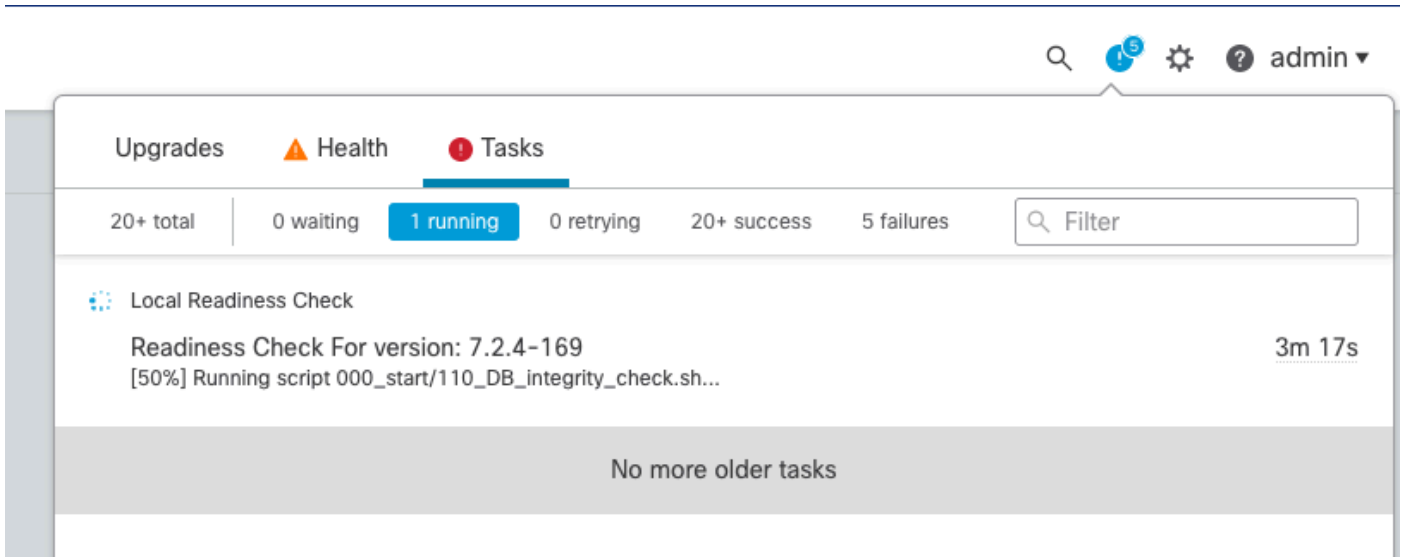 5 admin
Upgrades Health Tasks
20+ total 0 waiting 1 running 0 retrying 20+ success 5 failures Filter
Local Readiness Check
Readiness Check For version: 7.2.4-169 3m 17s
[50%] Running script 000_start/110_DB_integrity_check.sh...
No more older tasks